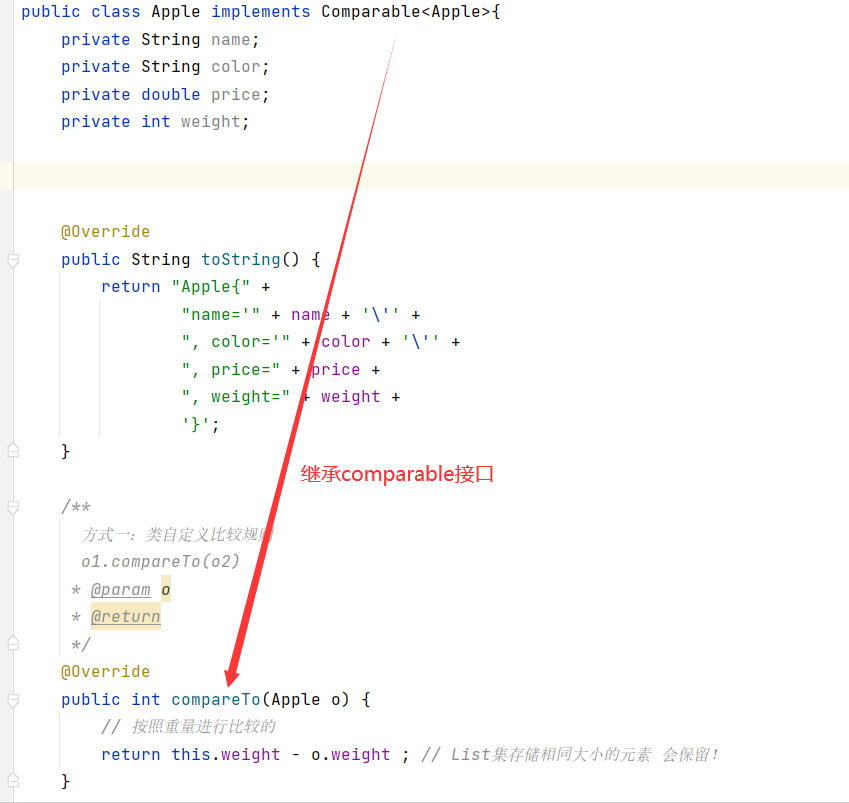 public class Apple implements Comparable<Apple>{
    private String name;
    private String color;
    private double price;
    private int weight;
    @Override
    public String toString() {
        return "Apple{" +
                "name='" + name + '\'' +
                ", color='" + color + '\'' +
                ", price=" + price +
                ", weight=" + weight +
                '}';
    }
继承comparable接口
    /**
      方式一：类自定义比较规则
      o1.compareTo(o2)
     * @param o
     * @return
     */
    @Override
    public int compareTo(Apple o) {
        // 按照重量进行比较的
        return this.weight - o.weight ; // List集存储相同大小的元素 会保留！
    }